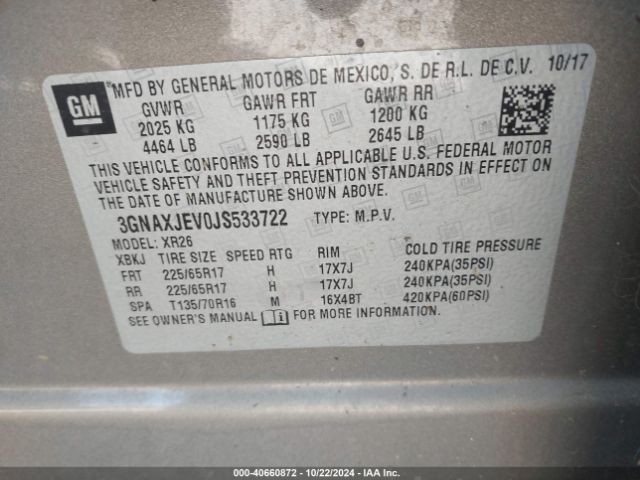 GM
MFD BY GENERAL MOTORS DE MEXICO, S. DE R.L. DE C.V. 10/17
GVWR GAWR FRT GAWR RR
2025 KG 1175 KG 1200 KG
4464 LB 2590 LB 2645 LB
THIS VEHICLE CONFORMS TO ALL APPLICABLE U.S. FEDERAL MOTOR
VEHICLE SAFETY AND THEFT PREVENTION STANDARDS IN EFFECT ON
THE DATE OF MANUFACTURE SHOWN ABOVE.
3GNAXJEV0JS533722 TYPE: M.P.V.
MODEL: XR26
XBKJ TIRE SIZE SPEED RTG RIM COLD TIRE PRESSURE
FRT 225/65R17 H 17X7J 240KPA(35PSI)
RR 225/65R17 H 17X7J 240KPA(35PSI)
SPA T135/70R16 M 16X4BT 420KPA(60PSI)
SEE OWNER'S MANUAL FOR MORE INFORMATION.
000-40660872 - 10/22/2024 - IAA Inc.